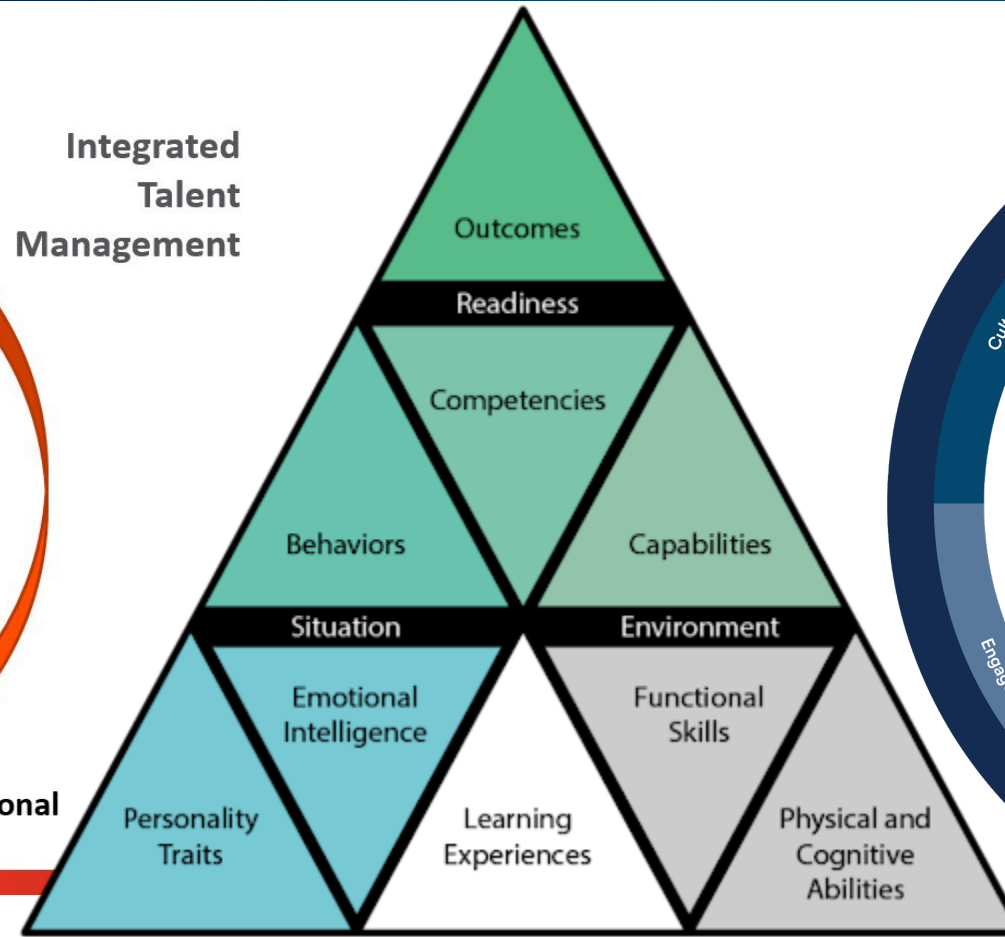 Integrated
Talent
Management
Outcomes
Readiness
Competencies
Behaviors
Capabilities
Situation
Environment
Emotional
Intelligence
Functional
Skills
Personality
Traits
Learning
Experiences
Physical and
Cognitive
Abilities